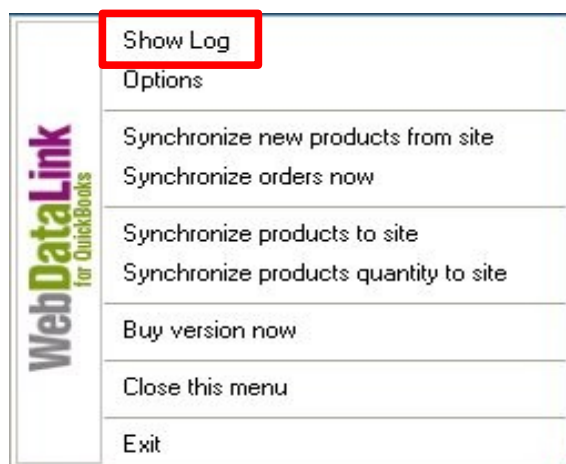 Show Log
Options
Synchronize new products from site
Synchronize orders now
Synchronize products to site
Synchronize products quantity to site
Buy version now
Close this menu
Exit
WebDataLink
for QuickBooks